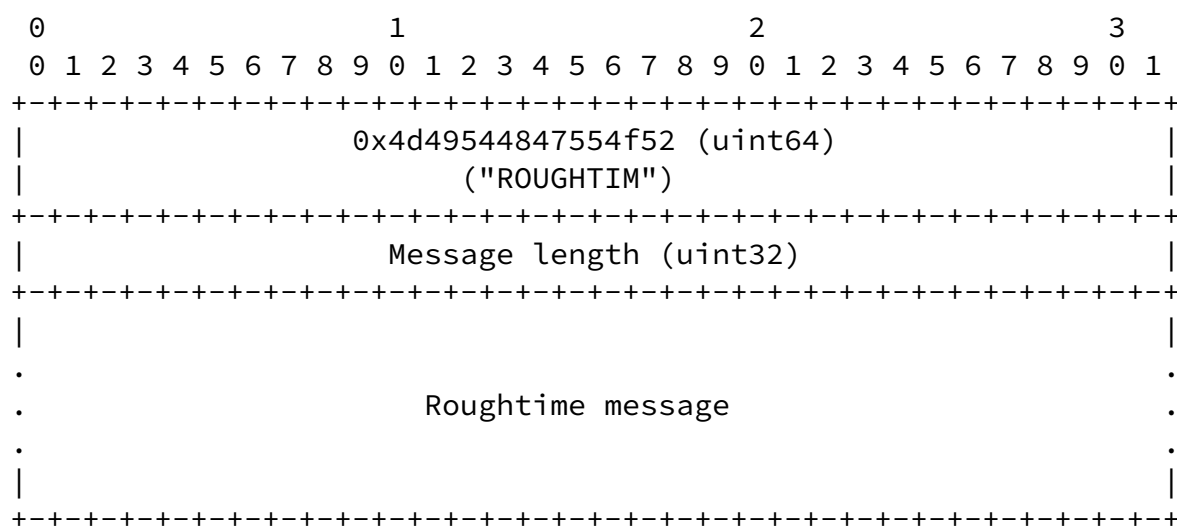 0                   1                   2                   3
 0 1 2 3 4 5 6 7 8 9 0 1 2 3 4 5 6 7 8 9 0 1 2 3 4 5 6 7 8 9 0 1
+-+-+-+-+-+-+-+-+-+-+-+-+-+-+-+-+-+-+-+-+-+-+-+-+-+-+-+-+-+-+-+-+
|                  0x4d49544847554f52 (uint64)                  |
|                        ("ROUGHTIM")                           |
+-+-+-+-+-+-+-+-+-+-+-+-+-+-+-+-+-+-+-+-+-+-+-+-+-+-+-+-+-+-+-+-+
|                    Message length (uint32)                    |
+-+-+-+-+-+-+-+-+-+-+-+-+-+-+-+-+-+-+-+-+-+-+-+-+-+-+-+-+-+-+-+-+
|                                                               |
.                                                               .
.                      Roughtime message                        .
.                                                               .
|                                                               |
+-+-+-+-+-+-+-+-+-+-+-+-+-+-+-+-+-+-+-+-+-+-+-+-+-+-+-+-+-+-+-+-+